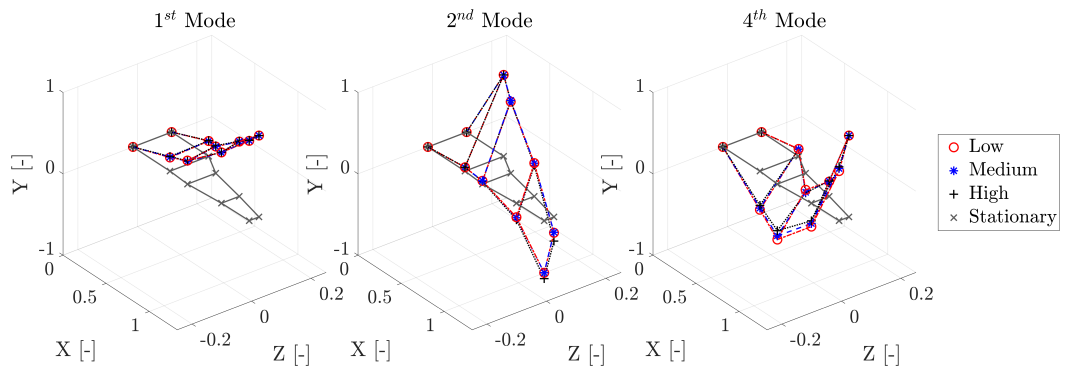 1st Mode
2nd Mode
4th Mode
1
0
-1
Y [-]
0
0.5
1
X [-]
-0.2
0
0.2
Z [-]
1
0
-1
Y [-]
0
0.5
1
X [-]
-0.2
0
0.2
Z [-]
1
0
-1
Y [-]
0
0.5
1
X [-]
-0.2
0
0.2
Z [-]
Low
Medium
High
Stationary